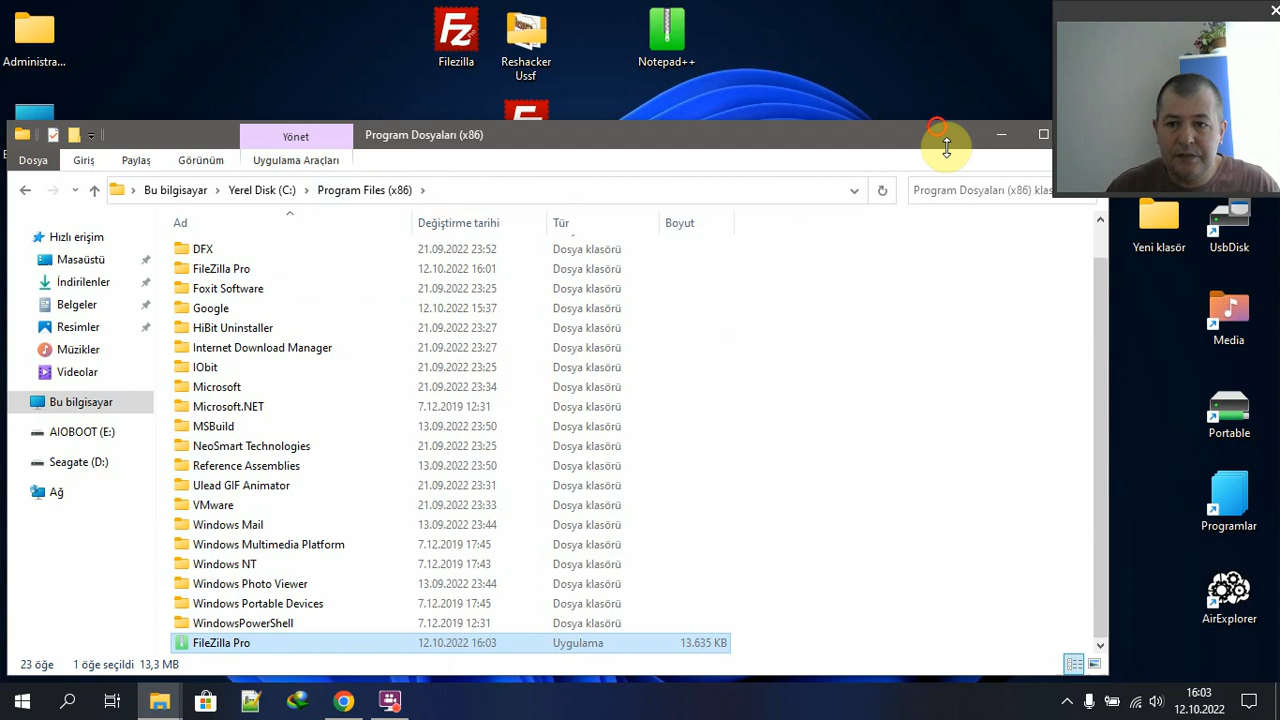 Administra...
Filezilla
Reshacker
Ussf
Notepad++
Yönet
Program Dosyaları (x86)
Dosya
Giriş
Paylaş
Görünüm
Uygulama Araçları
Bu bilgisayar
Yerel Disk (C:)
Program Files (x86)
Program Dosyaları (x86) klas
Ad
Değiştirme tarihi
Tür
Boyut
Hızlı erişim
Masaüstü
İndirilenler
Belgeler
Resimler
Müzikler
Videolar
Bu bilgisayar
AIOBOOT (E:)
Seagate (D:)
Ağ
DFX 21.09.2022 23:52 Dosya klasörü
FileZilla Pro 12.10.2022 16:01 Dosya klasörü
Foxit Software 21.09.2022 23:25 Dosya klasörü
Google 12.10.2022 15:37 Dosya klasörü
HiBit Uninstaller 21.09.2022 23:27 Dosya klasörü
Internet Download Manager 21.09.2022 23:27 Dosya klasörü
IObit 21.09.2022 23:25 Dosya klasörü
Microsoft 21.09.2022 23:34 Dosya klasörü
Microsoft.NET 7.12.2019 12:31 Dosya klasörü
MSBuild 13.09.2022 23:50 Dosya klasörü
NeoSmart Technologies 21.09.2022 23:25 Dosya klasörü
Reference Assemblies 13.09.2022 23:50 Dosya klasörü
Ulead GIF Animator 21.09.2022 23:31 Dosya klasörü
VMware 21.09.2022 23:33 Dosya klasörü
Windows Mail 13.09.2022 23:44 Dosya klasörü
Windows Multimedia Platform 7.12.2019 17:45 Dosya klasörü
Windows NT 7.12.2019 17:43 Dosya klasörü
Windows Photo Viewer 13.09.2022 23:44 Dosya klasörü
Windows Portable Devices 7.12.2019 17:45 Dosya klasörü
WindowsPowerShell 7.12.2019 12:31 Dosya klasörü
FileZilla Pro 12.10.2022 16:03 Uygulama 13.635 KB
23 öğe 1 öğe seçildi 13,3 MB
Yeni klasör
UsbDisk
Media
Portable
Programlar
AirExplorer
16:03
12.10.2022